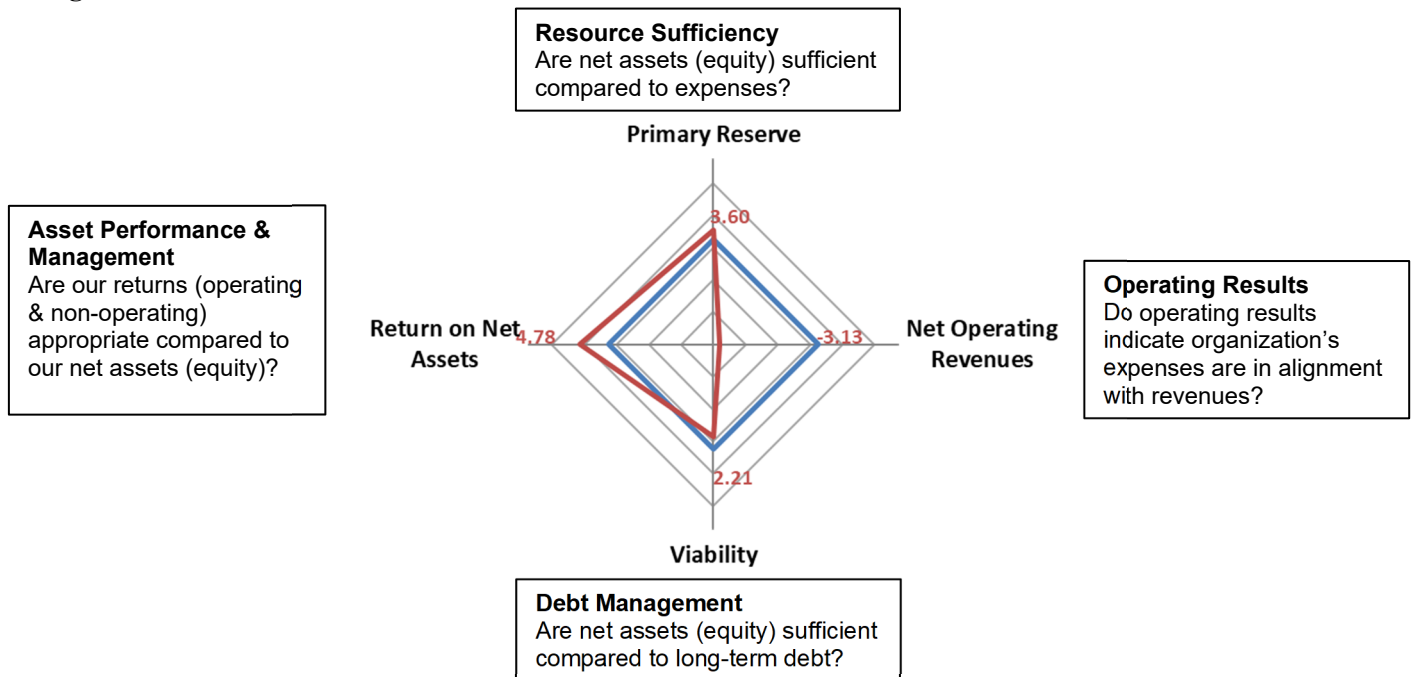 Resource Sufficiency
Are net assets (equity) sufficient
compared to expenses?
Primary Reserve
3.60
Asset Performance &
Management
Are our returns (operating
& non-operating)
appropriate compared to
our net assets (equity)?
Return on Net
Assets
4.78
-3.13
Net Operating
Revenues
Operating Results
Do operating results
indicate organization's
expenses are in alignment
with revenues?
2.21
Viability
Debt Management
Are net assets (equity) sufficient
compared to long-term debt?